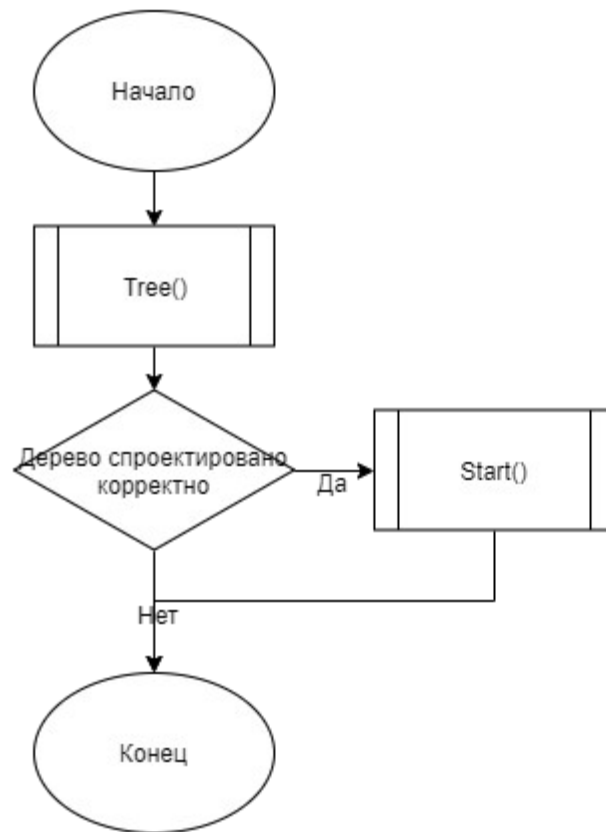 Начало
Tree()
Дерево спроектировано
корректно
Да
Start()
Нет
Конец